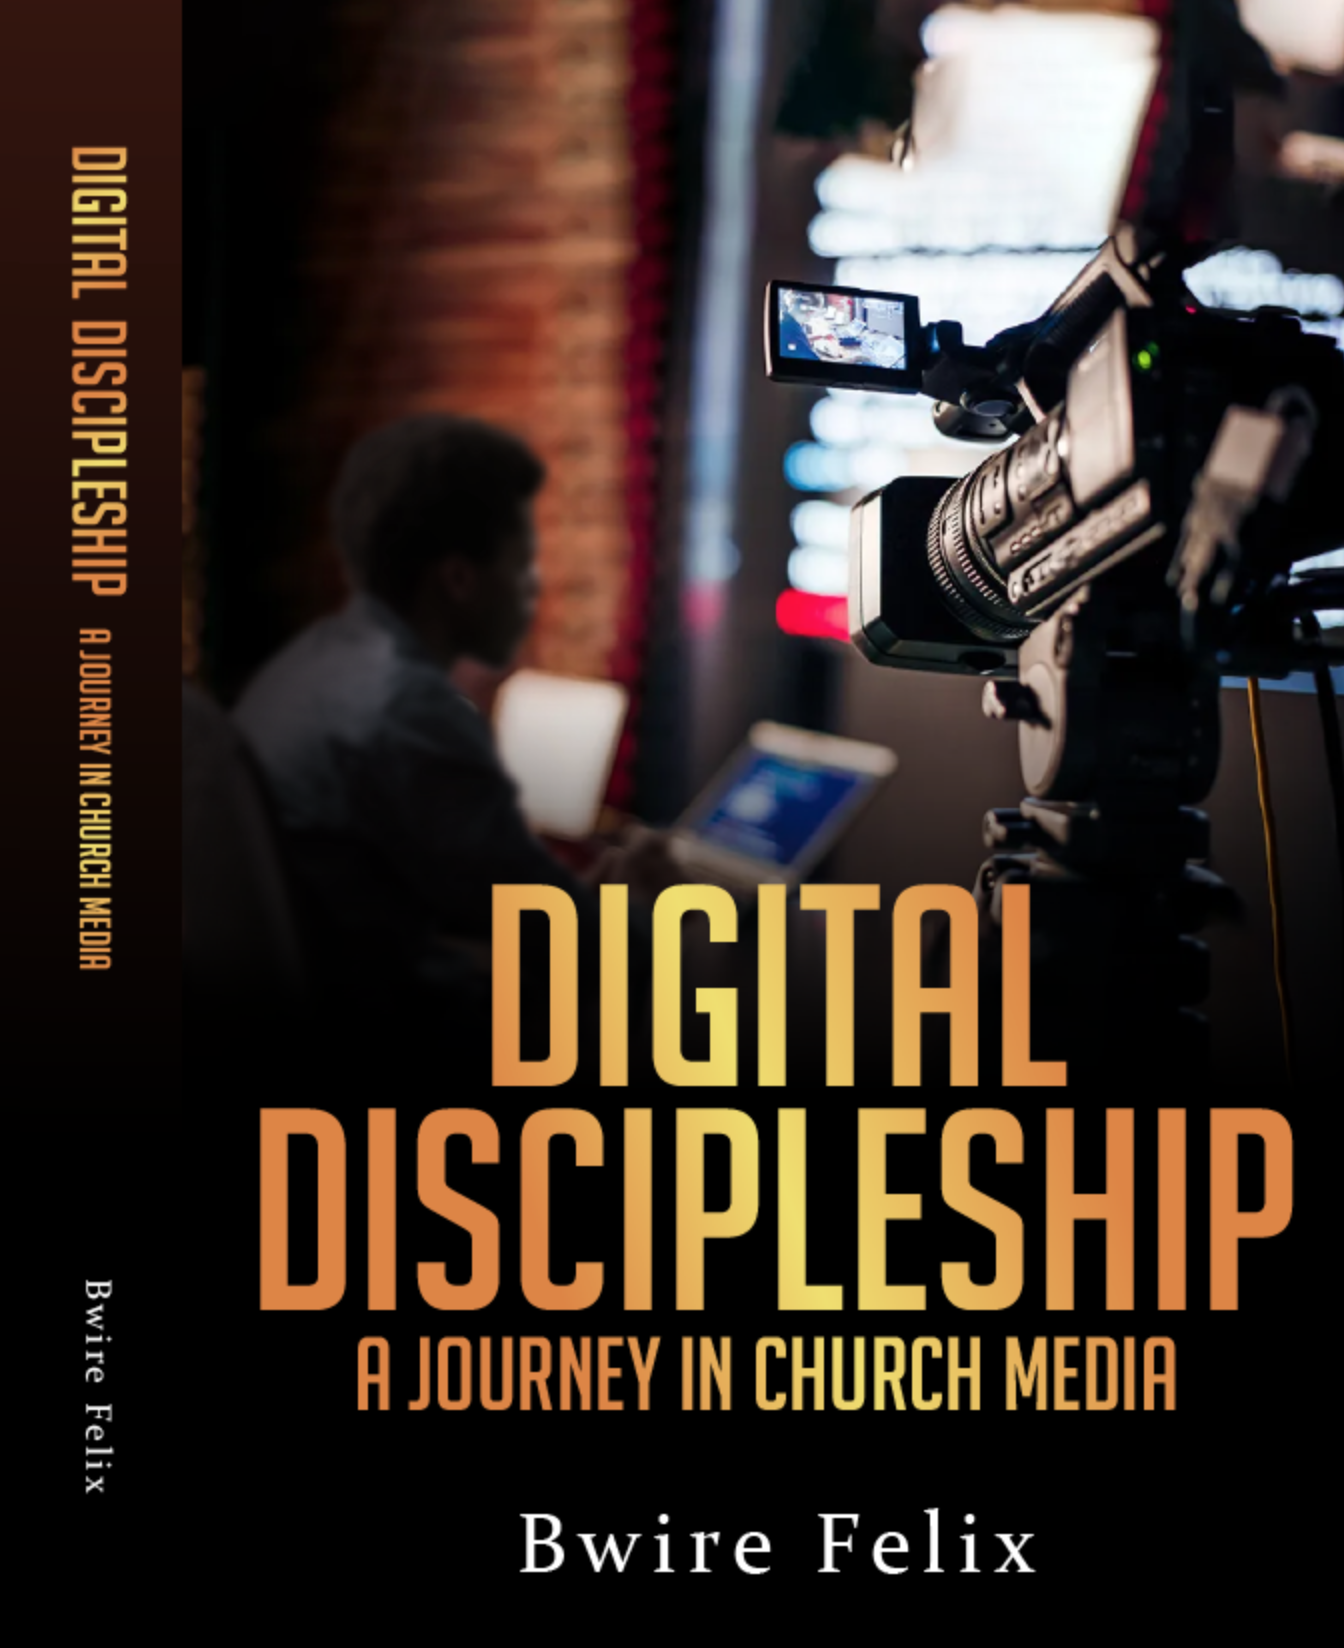 DIGITAL DISCIPLESHIP A JOURNEY IN CHURCH MEDIA
Bwire Felix
DIGITAL
DISCIPLESHIP
A JOURNEY IN CHURCH MEDIA
Bwire Felix